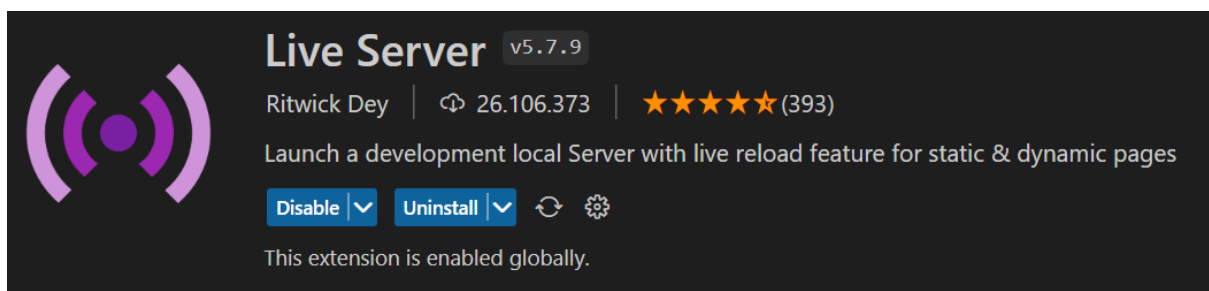 Live Server v5.7.9
Ritwick Dey 26.106.373 (393)
Launch a development local Server with live reload feature for static & dynamic pages
Disable Uninstall
This extension is enabled globally.